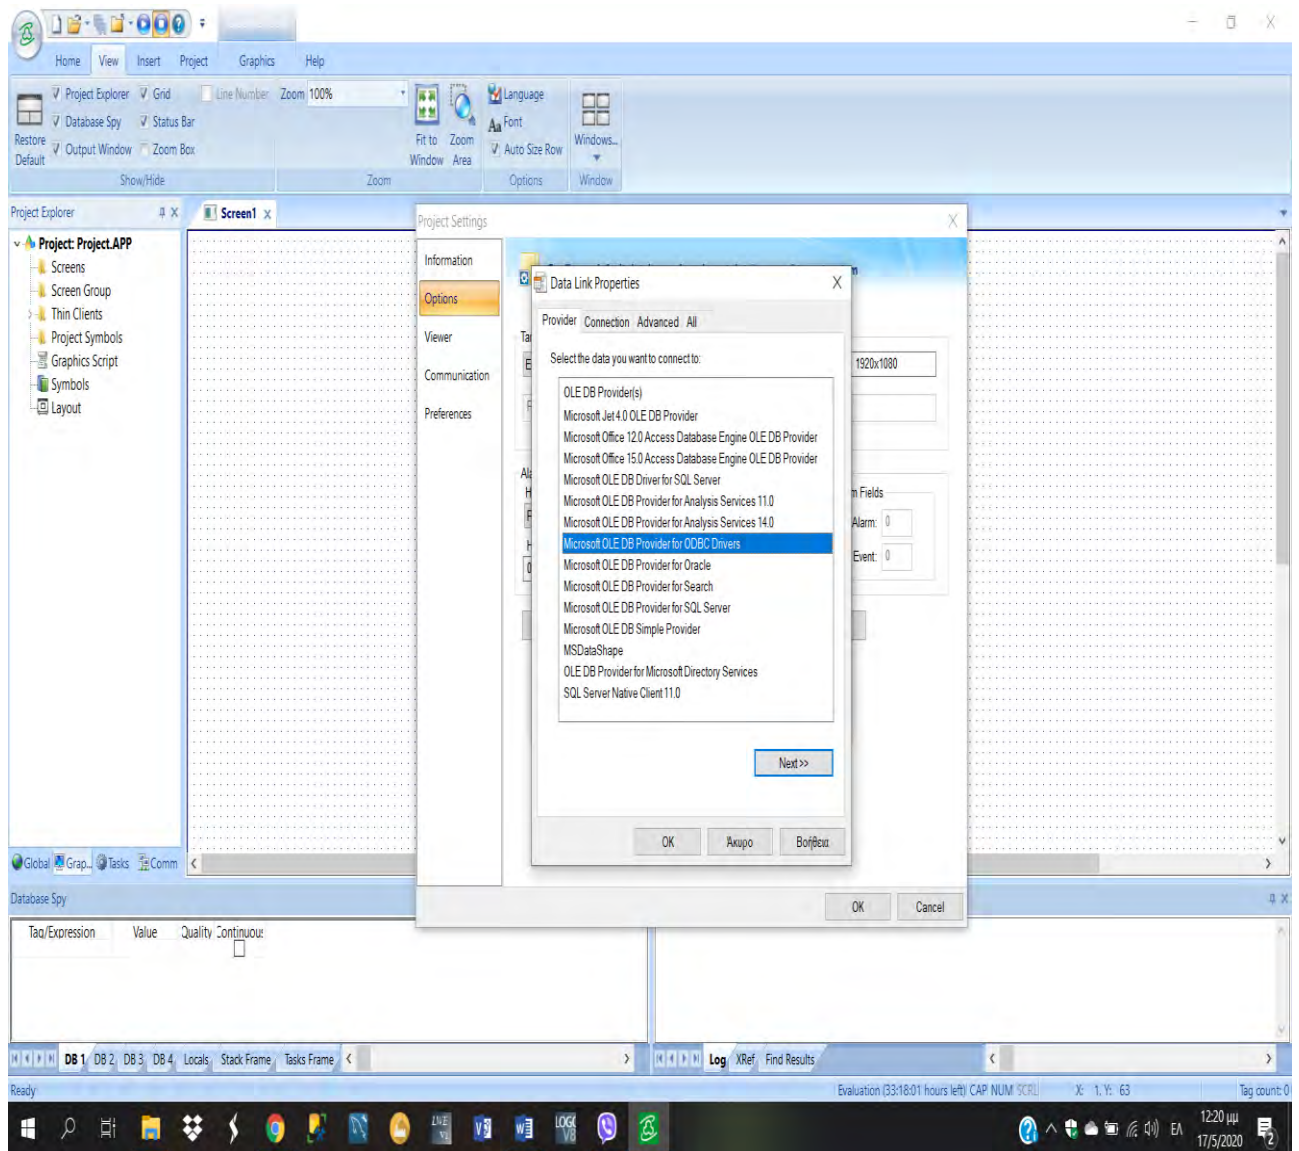 Home View Insert Project Graphics Help
Project Explorer Grid Line Number Zoom 100% Language
Database Spy Status Bar Font
Restore Default Output Window Zoom Box Fit to Window Zoom Area Auto Size Row Windows...
Show/Hide Zoom Options Window
Project Explorer
Screen1
Project: Project.APP
Screens
Screen Group
Thin Clients
Project Symbols
Graphics Script
Symbols
Layout
Global Grap... Tasks Comm
Project Settings
Information
Options
Viewer
Communication
Preferences
1920x1080
m Fields
Alarm: 0
Event: 0
Data Link Properties
Provider Connection Advanced All
Select the data you want to connect to:
OLE DB Provider(s)
Microsoft Jet 4.0 OLE DB Provider
Microsoft Office 12.0 Access Database Engine OLE DB Provider
Microsoft Office 15.0 Access Database Engine OLE DB Provider
Microsoft OLE DB Driver for SQL Server
Microsoft OLE DB Provider for Analysis Services 11.0
Microsoft OLE DB Provider for Analysis Services 14.0
Microsoft OLE DB Provider for ODBC Drivers
Microsoft OLE DB Provider for Oracle
Microsoft OLE DB Provider for Search
Microsoft OLE DB Provider for SQL Server
Microsoft OLE DB Simple Provider
MSDataShape
OLE DB Provider for Microsoft Directory Services
SQL Server Native Client 11.0
Next >>
OK Άκυρο Βοήθεια
OK Cancel
Database Spy
Tag/Expression Value Quality Continuou
DB 1 DB 2 DB 3 DB 4 Locals Stack Frame Tasks Frame
Log XRef Find Results
Ready Evaluation (33:18:01 hours left) CAP NUM SCRL X: 1, Y: 63 Tag count: 0
ΕΛ 12:20 μμ
17/5/2020